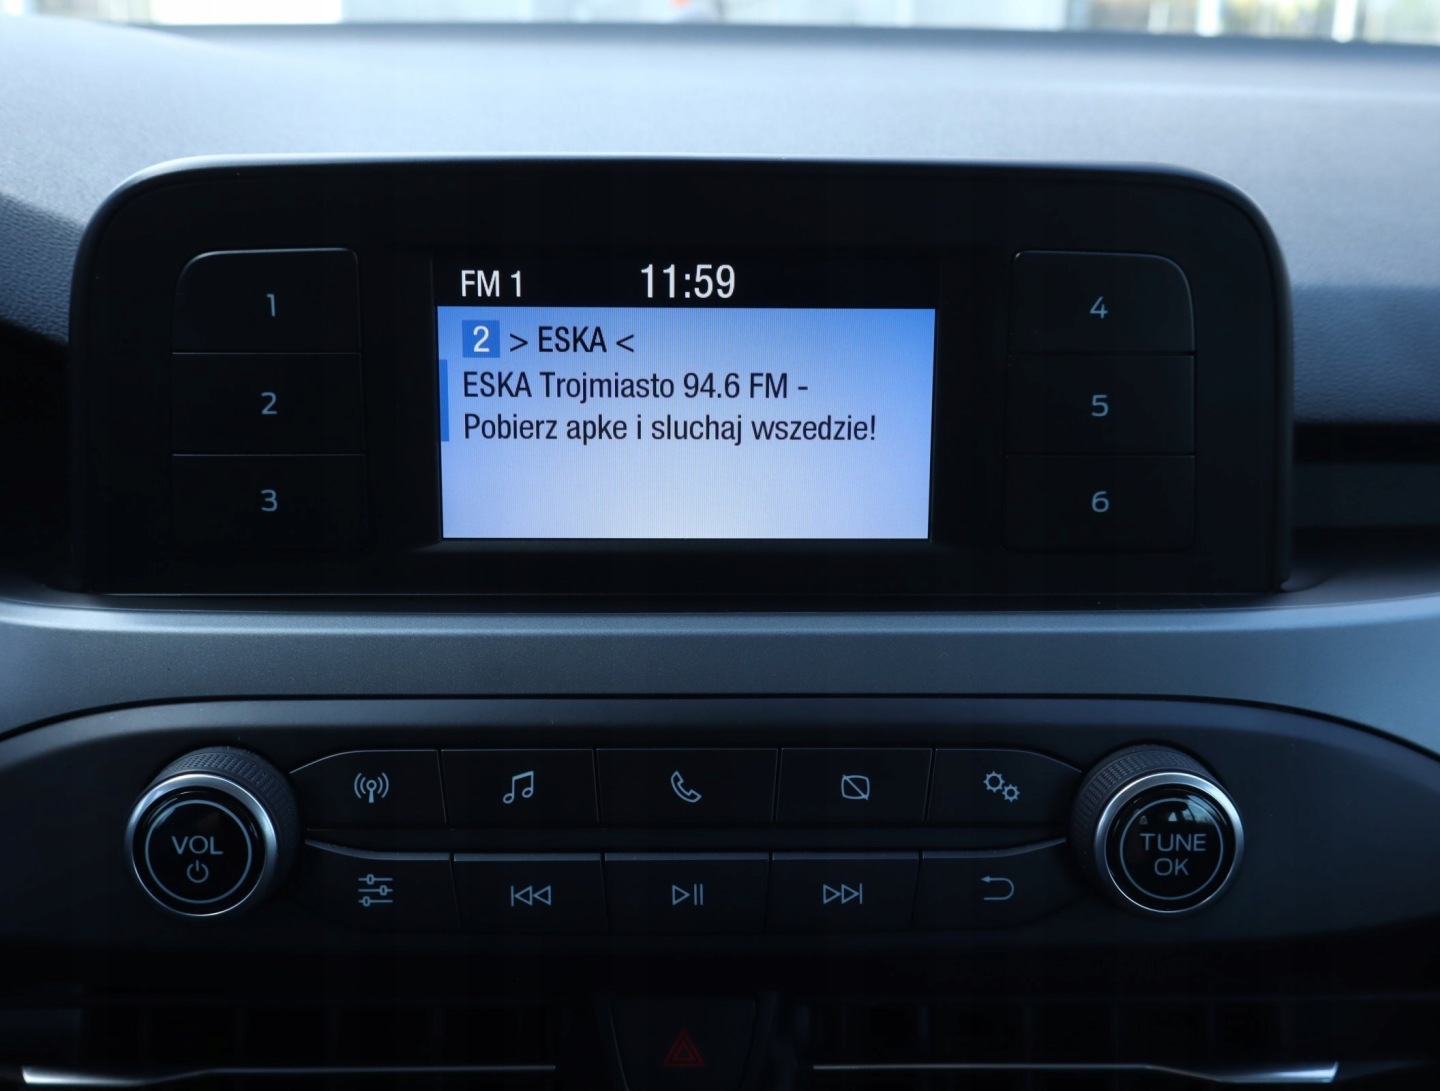 FM 1 11:59
2 > ESKA <
ESKA Trojmiasto 94.6 FM -
Pobierz apke i sluchaj wszedzie!
1
2
3
4
5
6
VOL
TUNE
OK